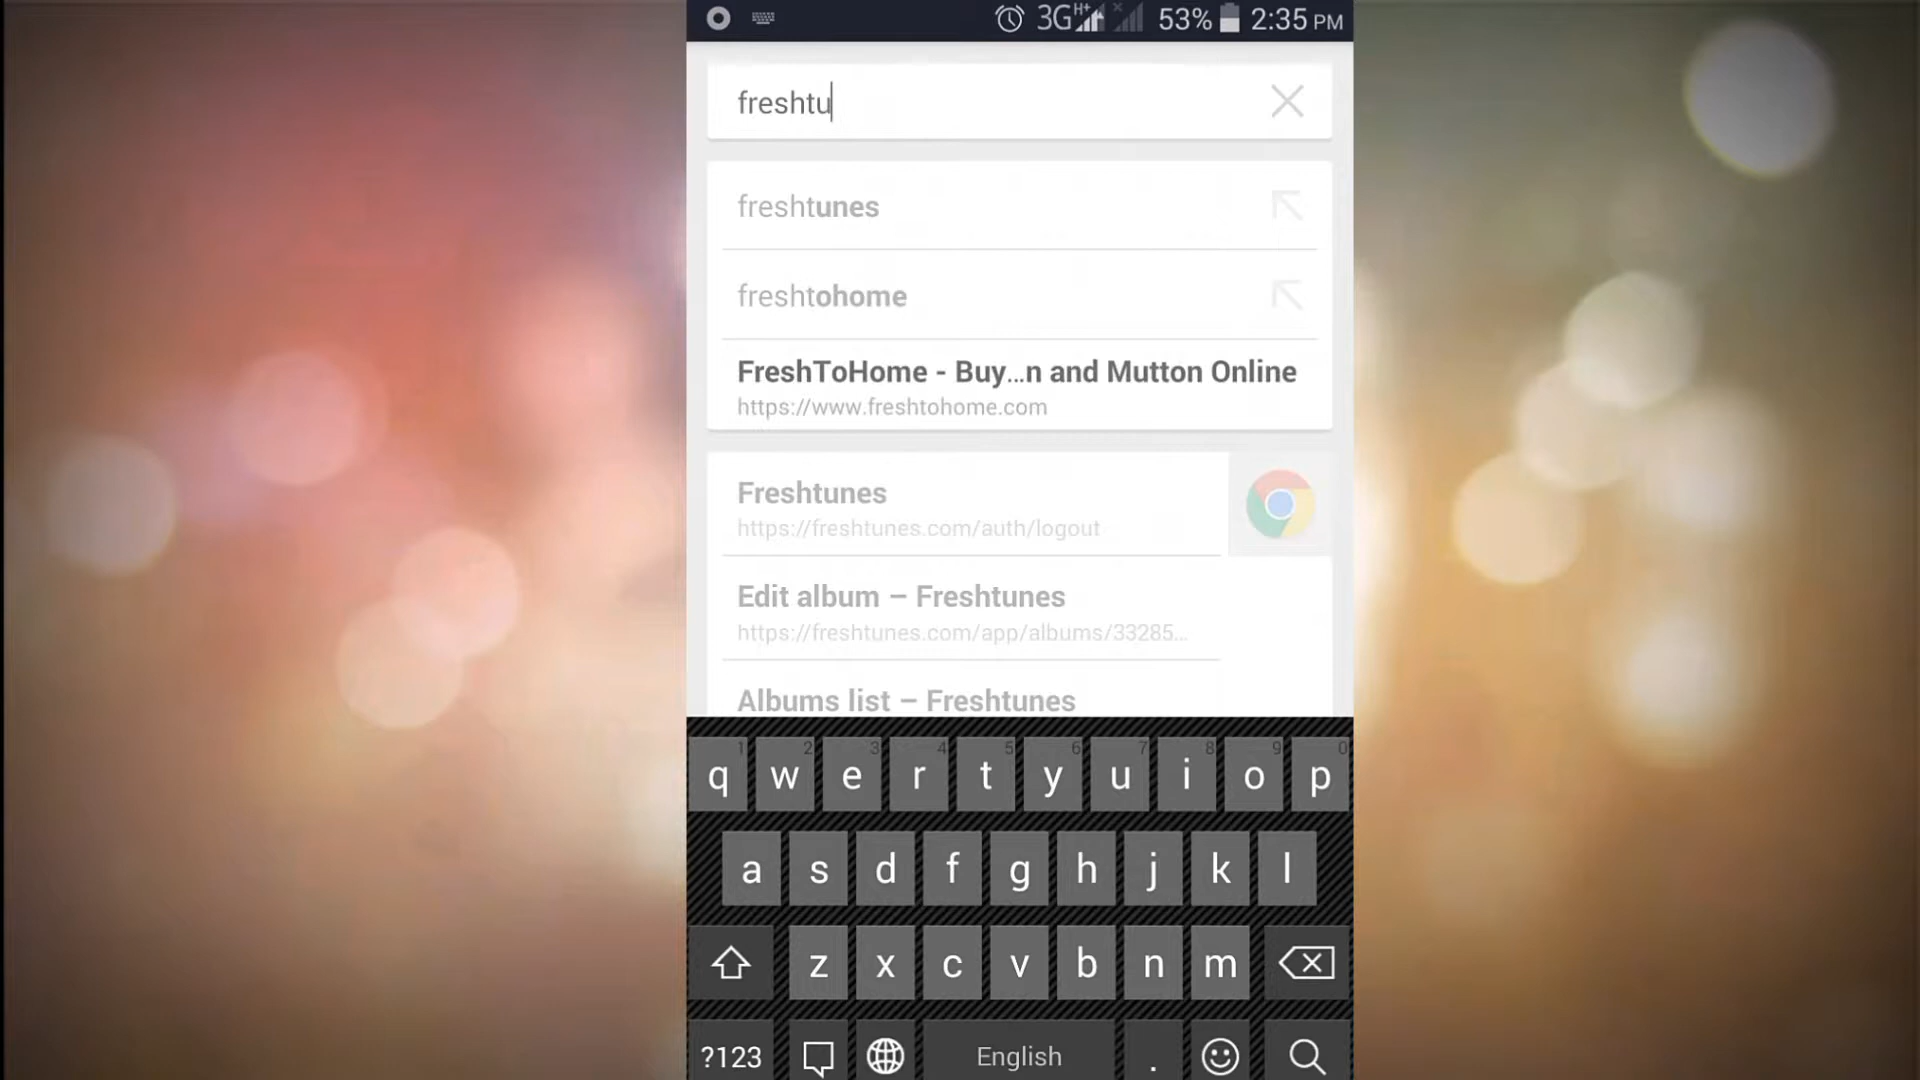 3G H+ 53% 2:35 PM
freshtu
freshtunes
freshtohome
FreshToHome - Buy...n and Mutton Online
https://www.freshtohome.com
Freshtunes
https://freshtunes.com/auth/logout
Edit album – Freshtunes
https://freshtunes.com/app/albums/33285...
Albums list – Freshtunes
1 2 3 4 5 6 7 8 9 0
q w e r t y u i o p
a s d f g h j k l
z x c v b n m
?123 English .